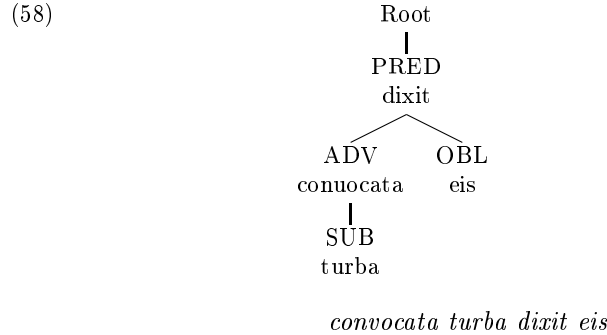 (58) Root
PRED
dixit
ADV OBL
conuocata eis
SUB
turba
convocata turba dixit eis